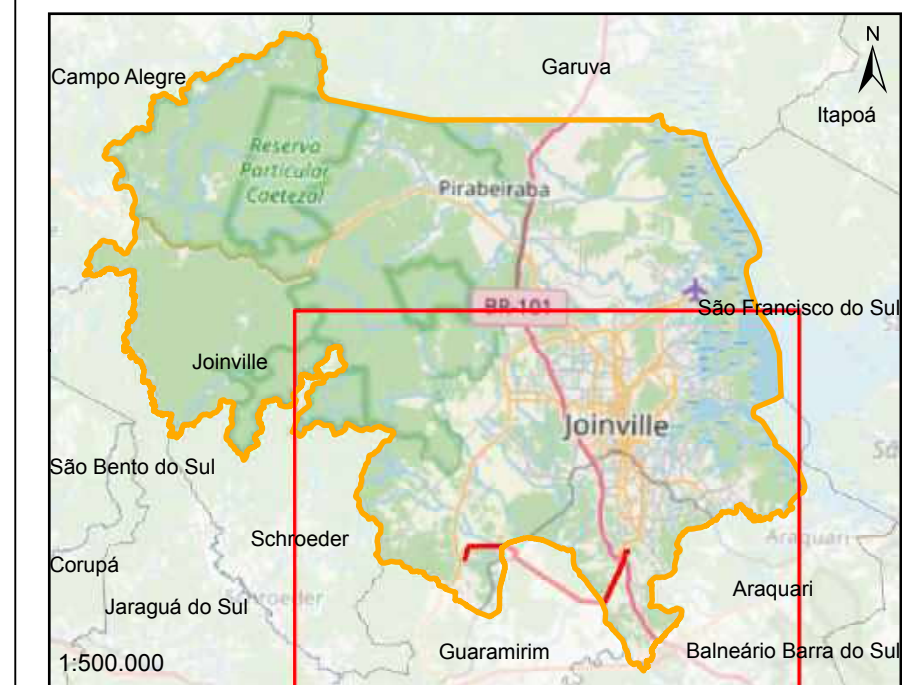 N
Garuva
Campo Alegre
Itapoá
Reserva
Particular
Caetezal
Pirabeiraba
BR-101
São Francisco do Sul
Joinville
Joinville
São Bento do Sul
Schroeder
Araquari
Corupá
Araquari
Schroeder
Jaraguá do Sul
Guaramirim
Balneário Barra do Sul
1:500.000